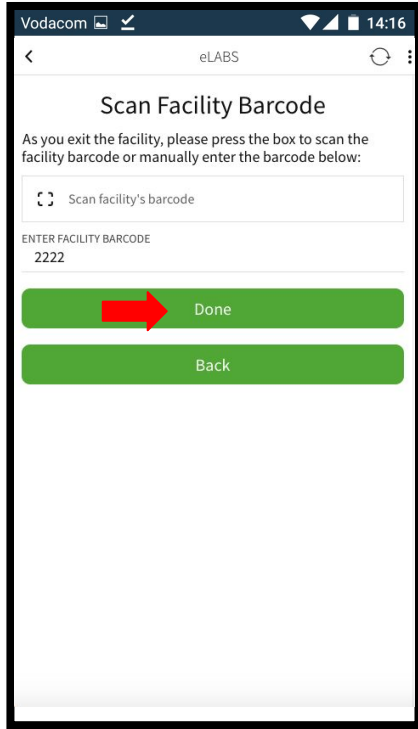 Vodacom 14:16
eLABS
Scan Facility Barcode
As you exit the facility, please press the box to scan the
facility barcode or manually enter the barcode below:
Scan facility's barcode
ENTER FACILITY BARCODE
2222
Done
Back